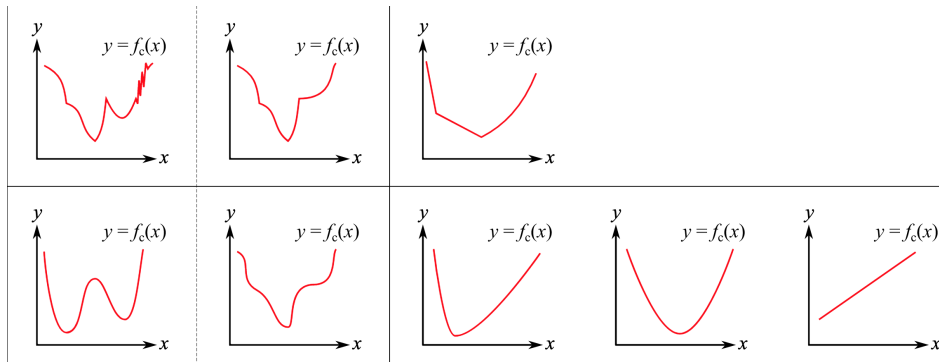 y
y = f_c(x)
x
y
y = f_c(x)
x
y
y = f_c(x)
x
y
y = f_c(x)
x
y
y = f_c(x)
x
y
y = f_c(x)
x
y
y = f_c(x)
x
y
y = f_c(x)
x